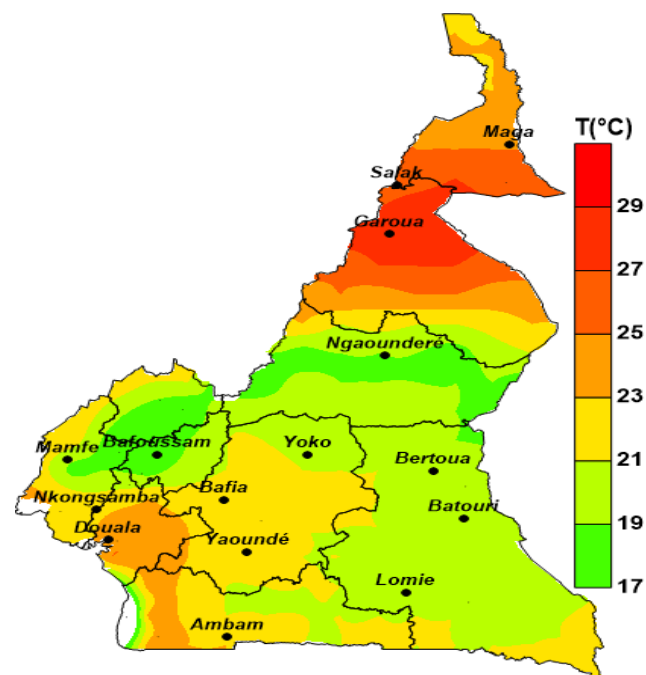 T(°C)
Maga
Salak
29
Garoua
27
25
Ngaounderé
23
21
Mamfe
Bafoussam
Yoko
Bertoua
Nkongsamba
Bafia
Batouri
19
Douala
Yaoundé
Lomie
17
Ambam